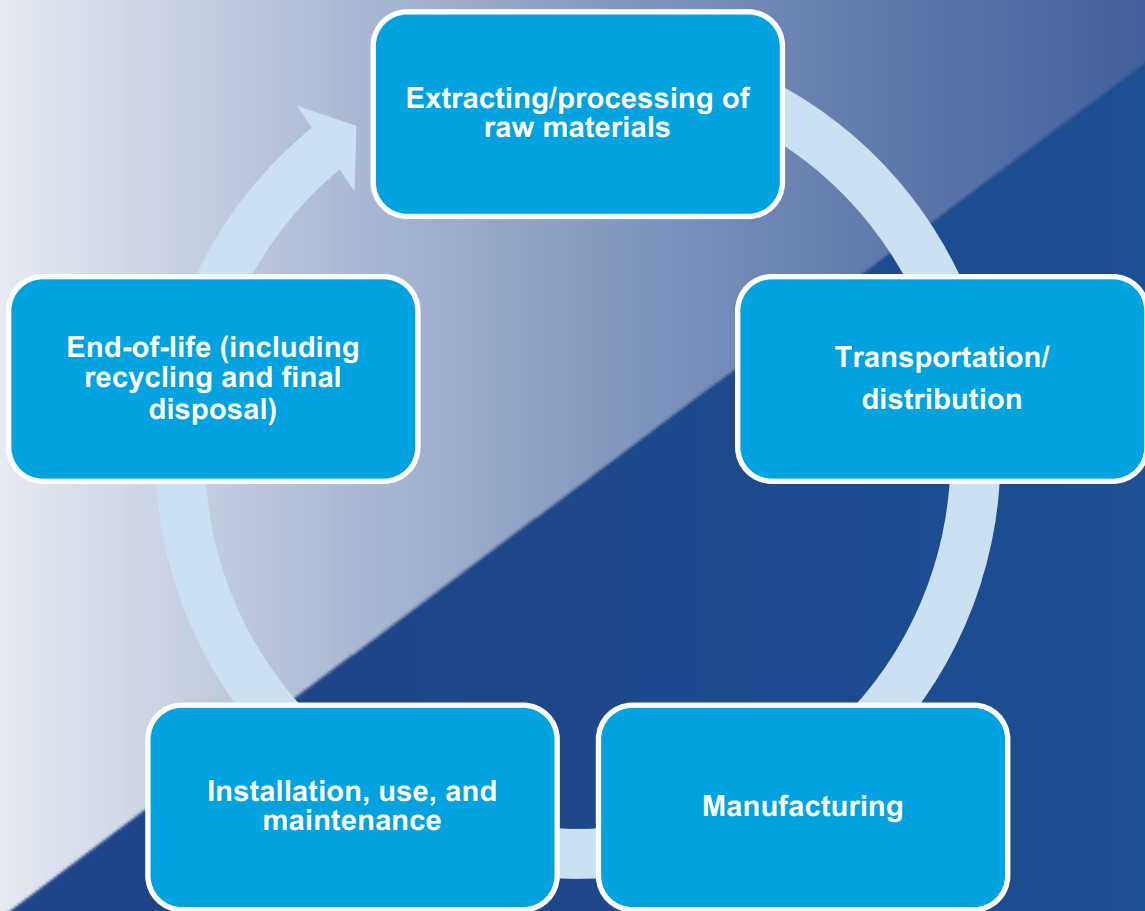 Extracting/processing of
raw materials
Transportation/
distribution
Manufacturing
Installation, use, and
maintenance
End-of-life (including
recycling and final
disposal)